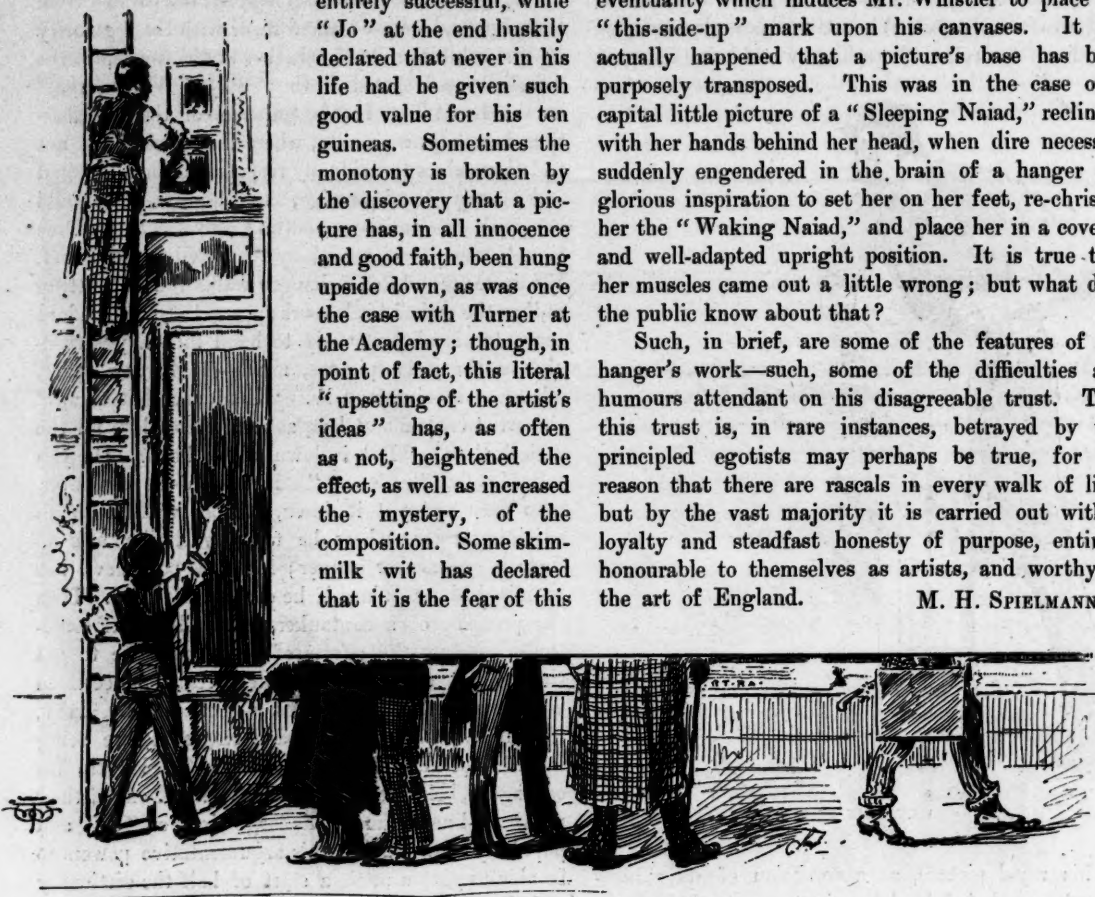 entirely successful, while
“Jo” at the end huskily
declared that never in his
life had he given such
good value for his ten
guineas. Sometimes the
monotony is broken by
the discovery that a pic-
ture has, in all innocence
and good faith, been hung
upside down, as was once
the case with Turner at
the Academy; though, in
point of fact, this literal
“upsetting of the artist’s
ideas” has, as often
as not, heightened the
effect, as well as increased
the mystery, of the
composition. Some skim-
milk wit has declared
that it is the fear of this
eventuality which induces Mr. Whistler to place
“this-side-up” mark upon his canvases. It
actually happened that a picture’s base has b
purposely transposed. This was in the case o
capital little picture of a “Sleeping Naiad,” reclin
with her hands behind her head, when dire necess
suddenly engendered in the brain of a hanger
glorious inspiration to set her on her feet, re-chris
her the “Waking Naiad,” and place her in a cove
and well-adapted upright position. It is true t
her muscles came out a little wrong; but what d
the public know about that?
Such, in brief, are some of the features of
hanger’s work—such, some of the difficulties a
humours attendant on his disagreeable trust. T
this trust is, in rare instances, betrayed by
principled egotists may perhaps be true, for
reason that there are rascals in every walk of li
but by the vast majority it is carried out with
loyalty and steadfast honesty of purpose, entir
honourable to themselves as artists, and worthy
the art of England.
M. H. SPIELMANN